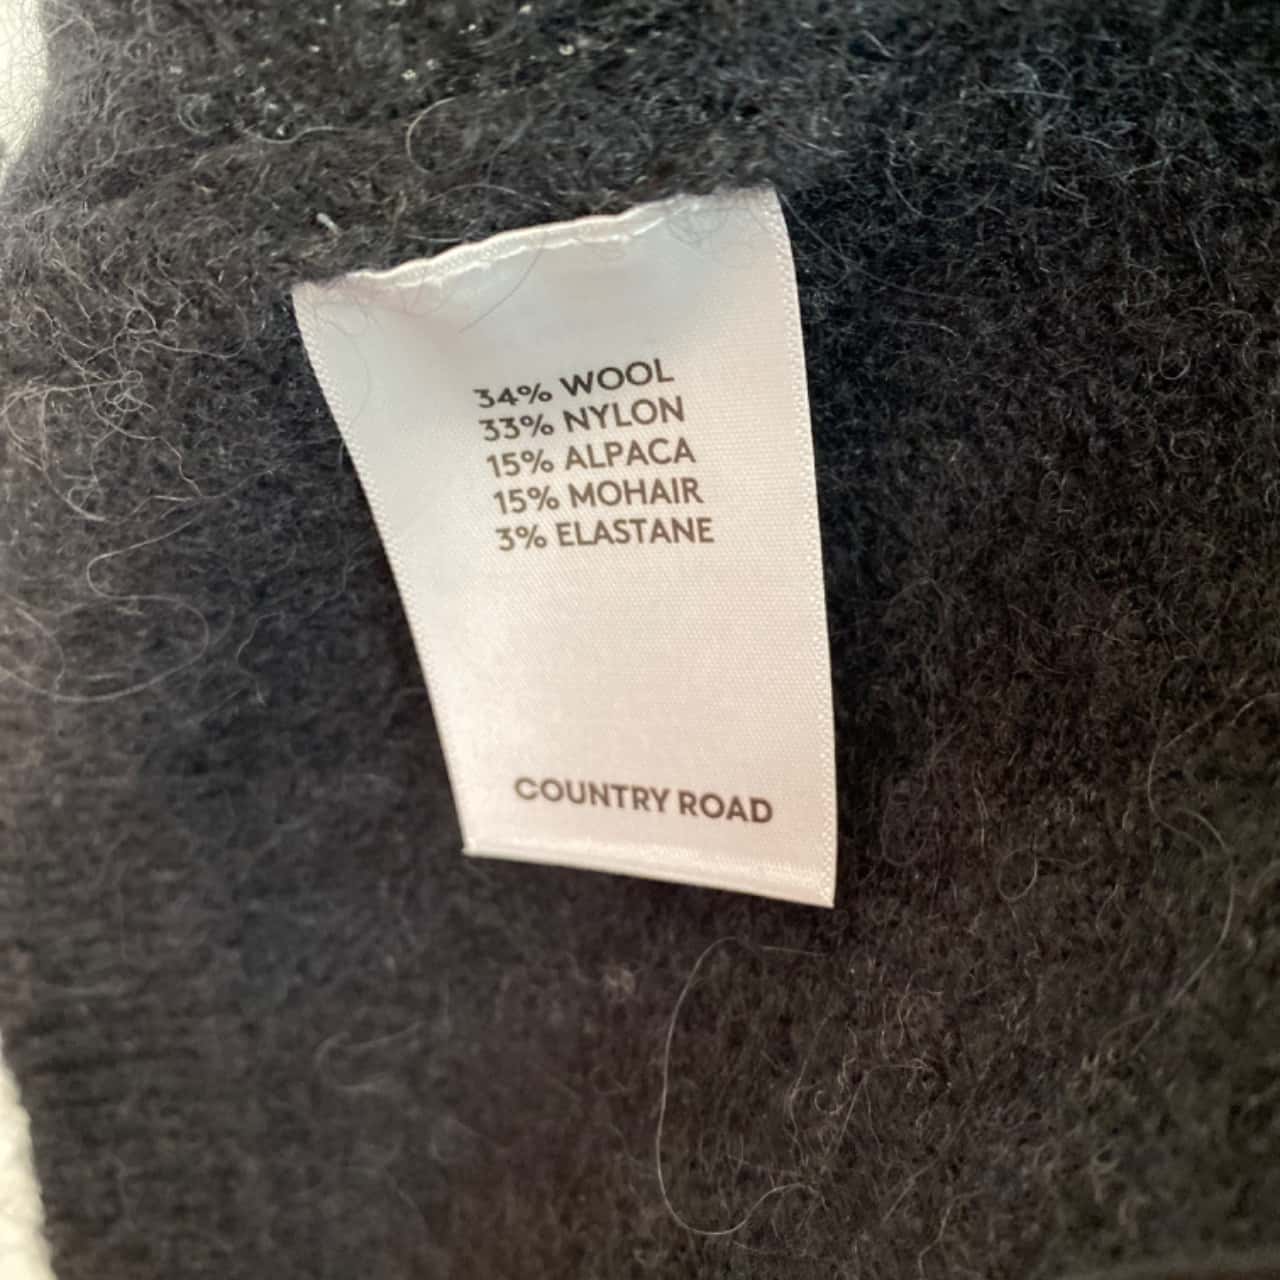 34% WOOL
33% NYLON
15% ALPACA
15% MOHAIR
3% ELASTANE
COUNTRY ROAD